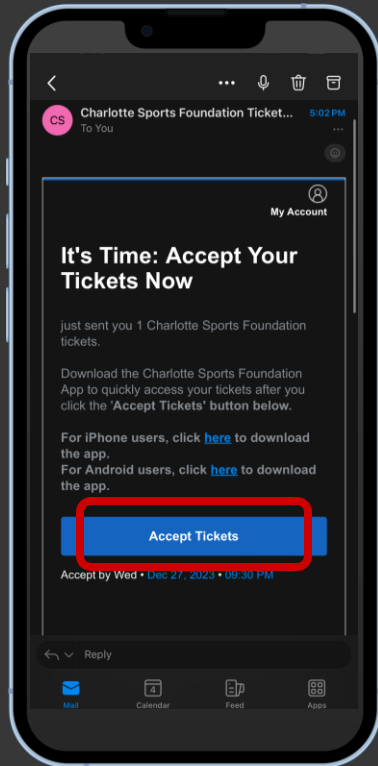 CS
Charlotte Sports Foundation Ticket...
5:02 PM
To You
My Account
It's Time: Accept Your
Tickets Now
just sent you 1 Charlotte Sports Foundation
tickets.
Download the Charlotte Sports Foundation
App to quickly access your tickets after you
click the 'Accept Tickets' button below.
For iPhone users, click here to download
the app.
For Android users, click here to download
the app.
Accept Tickets
Accept by Wed • Dec 27, 2023 • 09:30 PM
Reply
4
Mail
Calendar
Feed
Apps